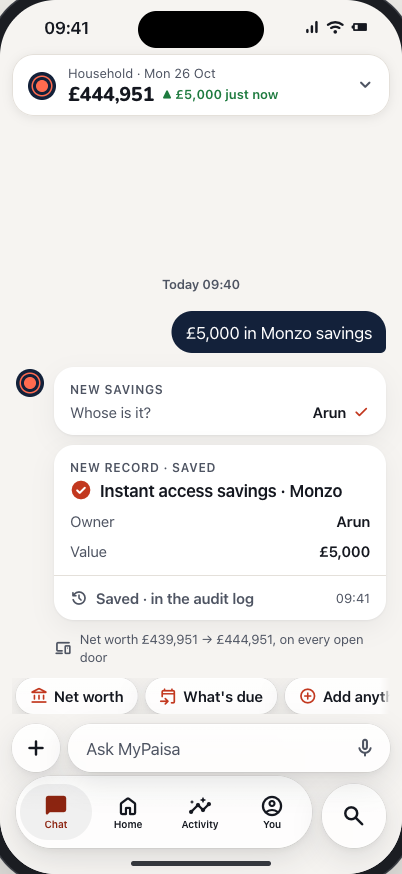 09:41
Household · Mon 26 Oct
£444,951 ▲ £5,000 just now
Today 09:40
£5,000 in Monzo savings
NEW SAVINGS
Whose is it? Arun
NEW RECORD · SAVED
Instant access savings · Monzo
Owner Arun
Value £5,000
Saved · in the audit log 09:41
Net worth £439,951 → £444,951, on every open
door
Net worth What's due Add anyt
Ask MyPaisa
Chat Home Activity You